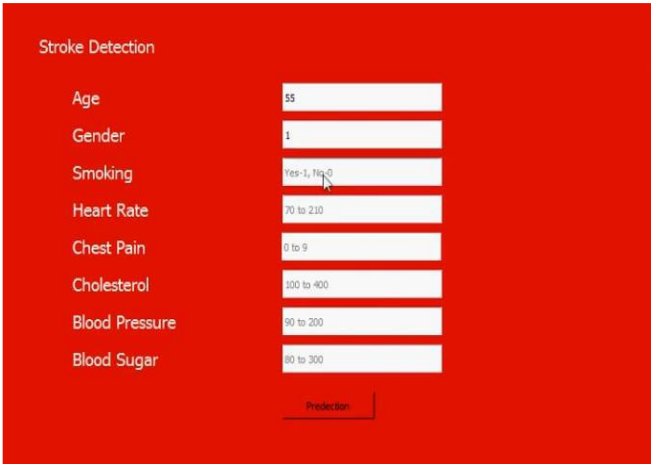 Stroke Detection
Age 55
Gender 1
Smoking Yes-1, No-0
Heart Rate 70 to 210
Chest Pain 0 to 9
Cholesterol 100 to 400
Blood Pressure 90 to 200
Blood Sugar 80 to 300
Predection